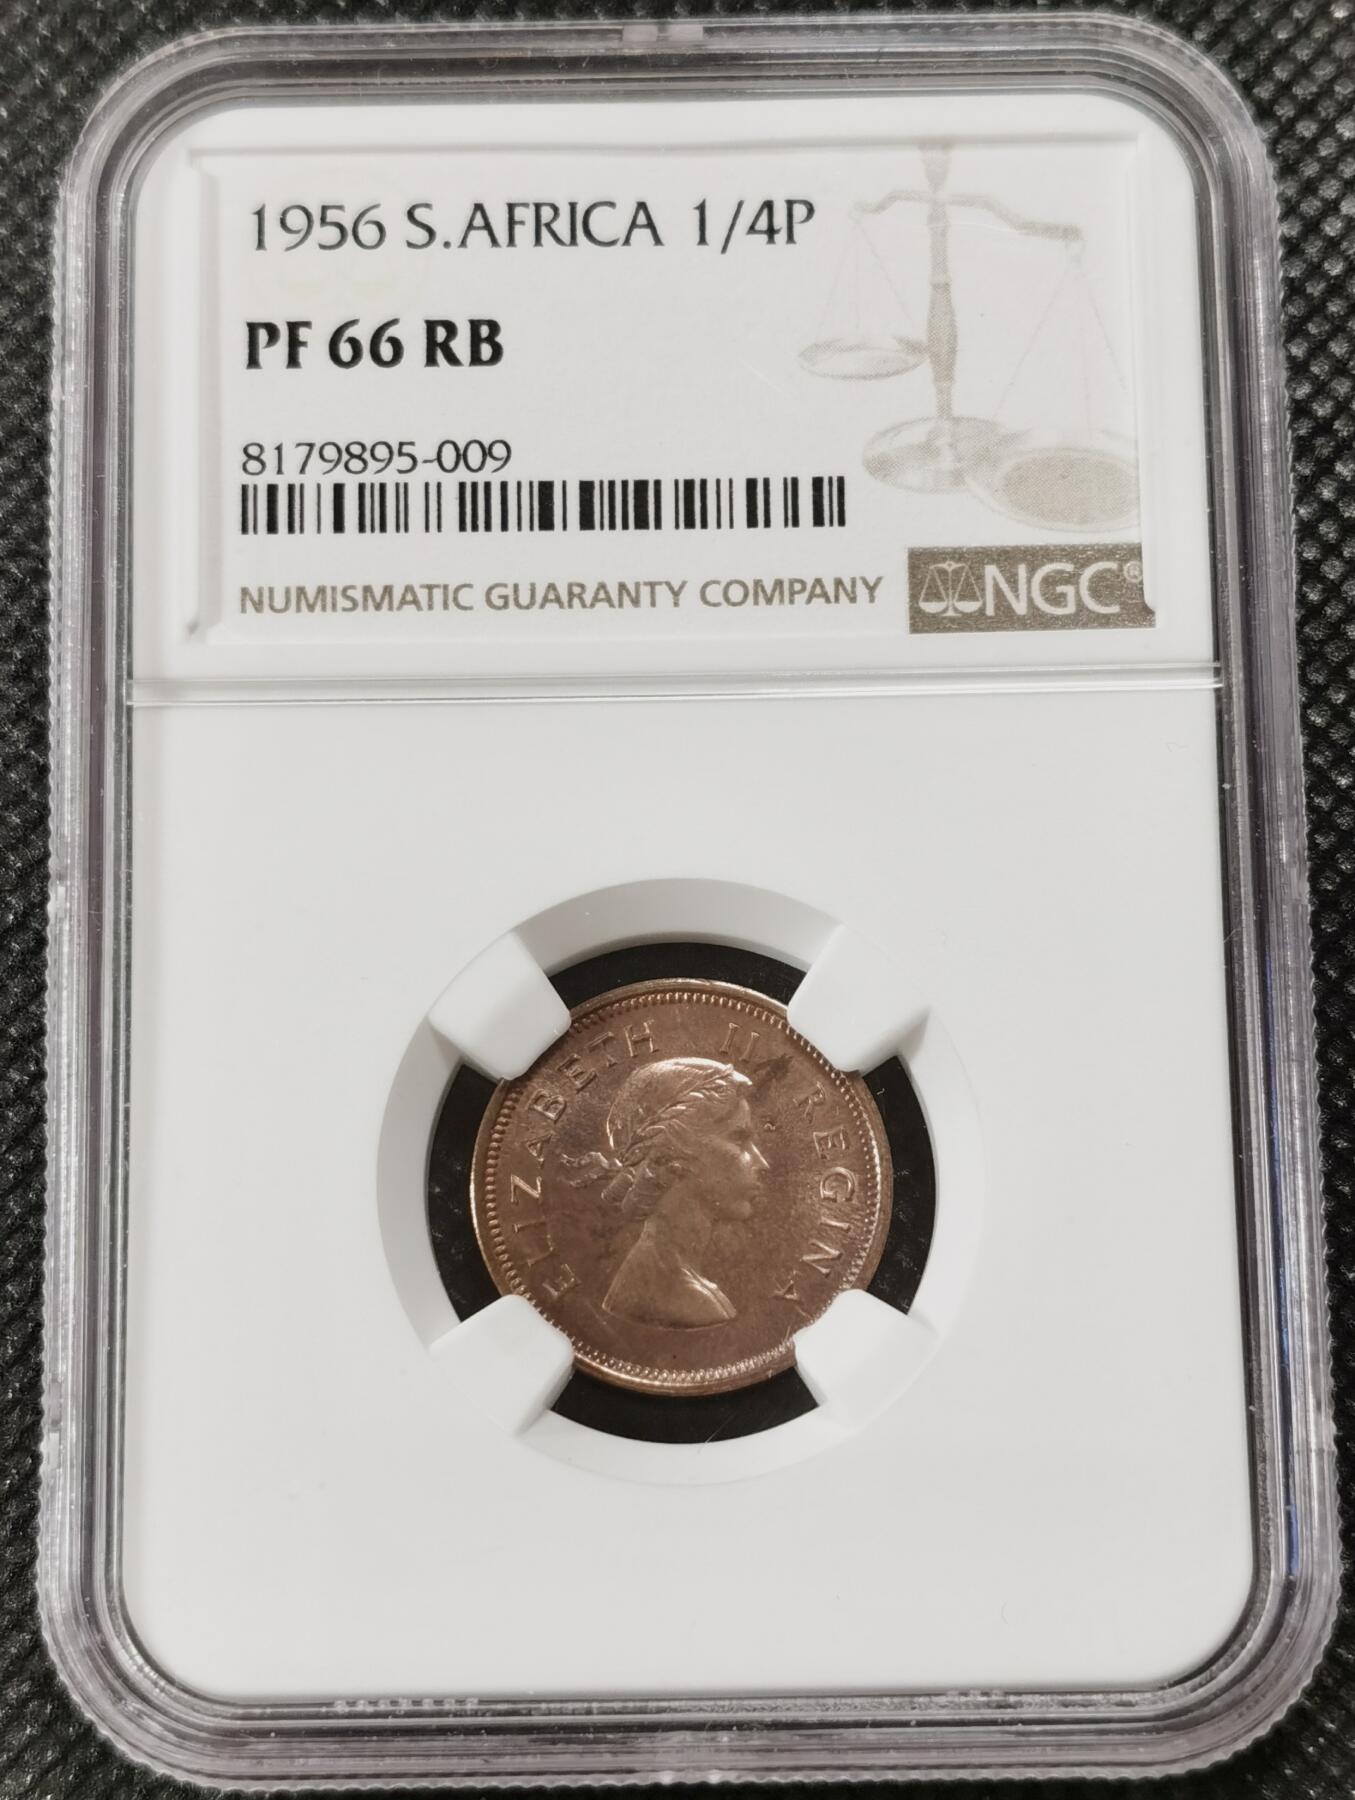 1956 S.AFRICA 1/4P
PF 66 RB
8179895-009
NUMISMATIC GUARANTY COMPANY
NGC®
ELIZABETH II REGINA